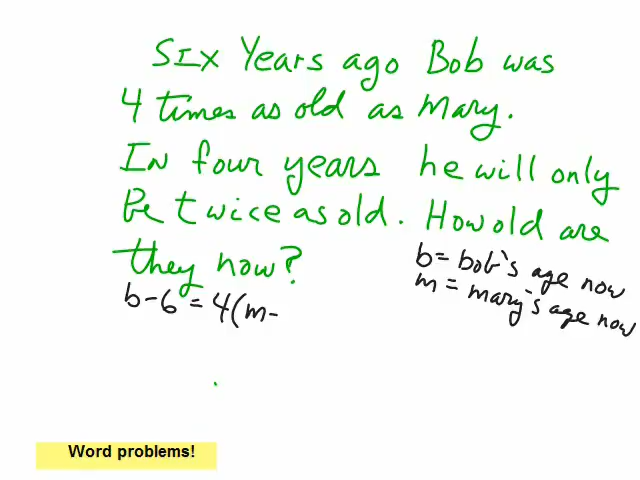 SIX Years ago Bob was
4 times as old as Mary.
In four years he will only
be twice as old. How old are
they now?
b = bob's age now
m = mary's age now
b - 6 = 4(m -
Word problems!